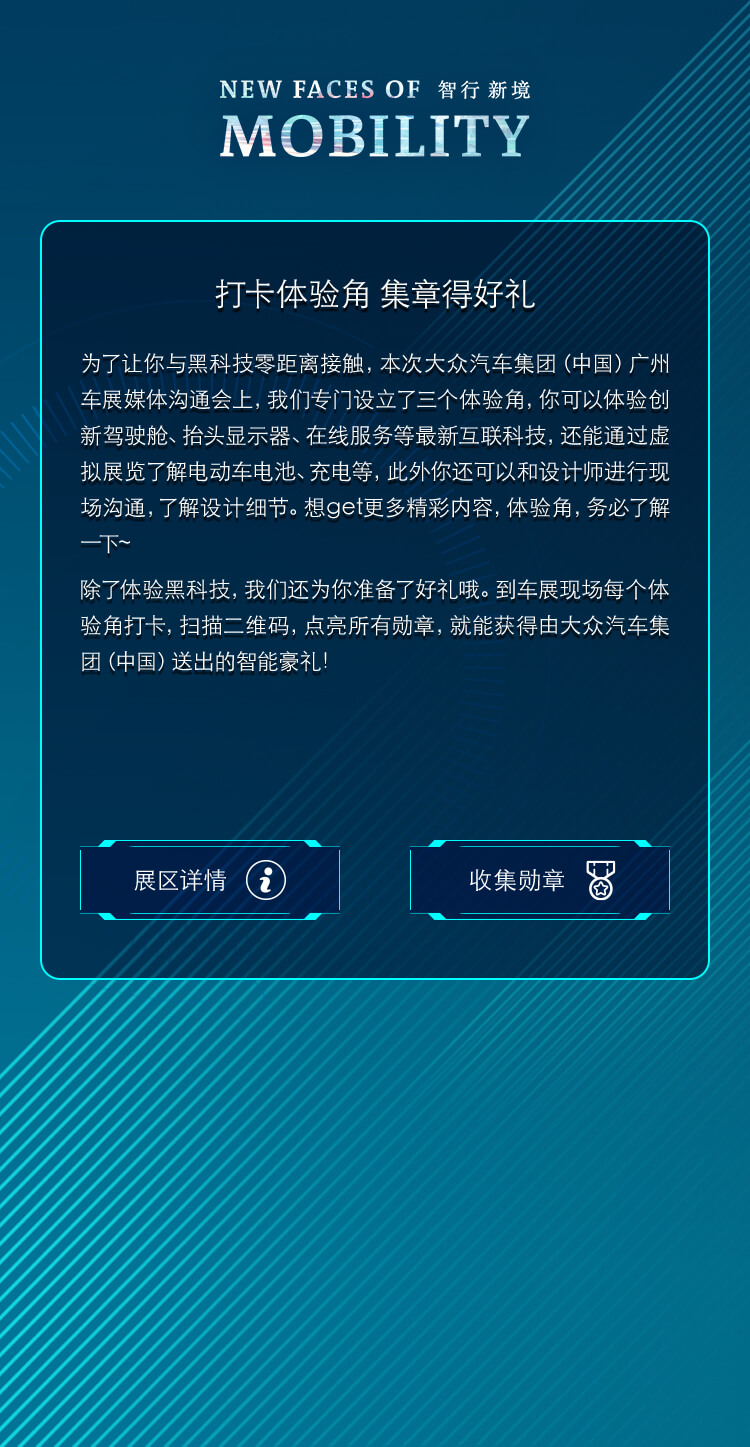 NEW FACES OF 智行 新境
MOBILITY
打卡体验角 集章得好礼
为了让你与黑科技零距离接触，本次大众汽车集团（中国）广州
车展媒体沟通会上，我们专门设立了三个体验角，你可以体验创
新驾驶舱、抬头显示器、在线服务等最新互联科技，还能通过虚
拟展览了解电动车电池、充电等，此外你还可以和设计师进行现
场沟通，了解设计细节。想get更多精彩内容，体验角，务必了解
一下~
除了体验黑科技，我们还为你准备了好礼哦。到车展现场每个体
验角打卡，扫描二维码，点亮所有勋章，就能获得由大众汽车集
团（中国）送出的智能豪礼！
展区详情
收集勋章